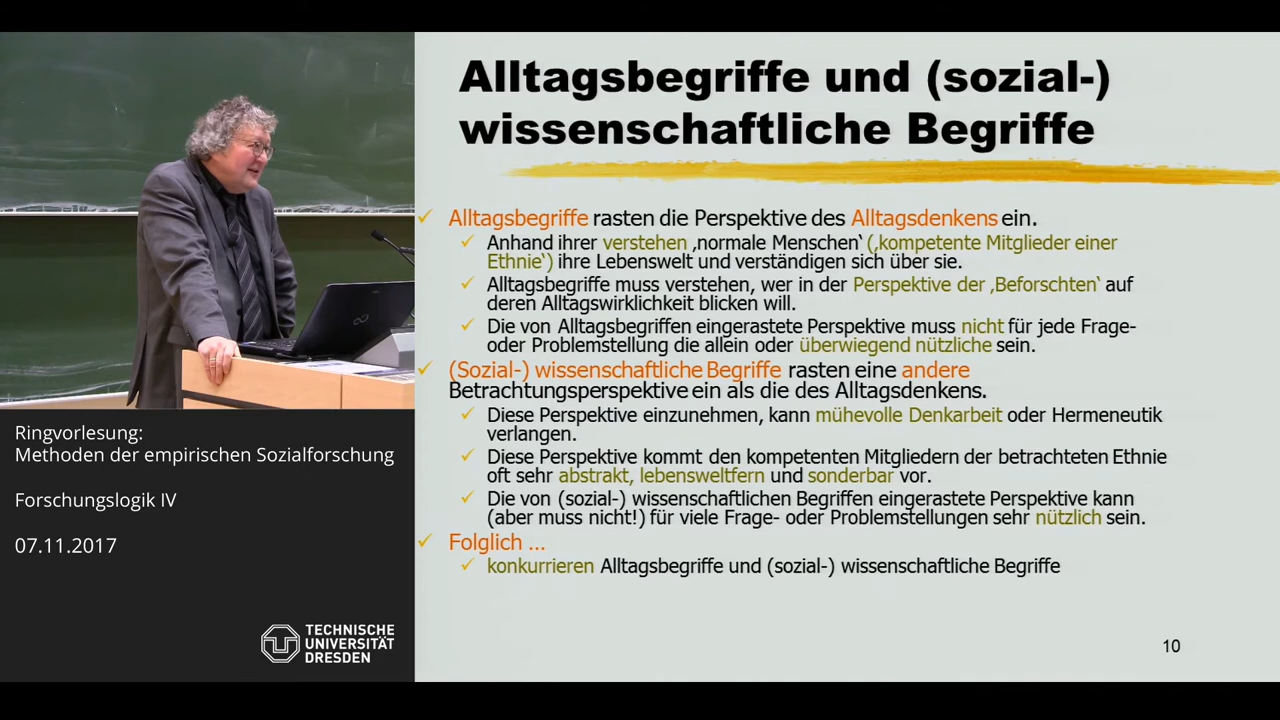 Alltagsbegriffe und (sozial-)
wissenschaftliche Begriffe
Alltagsbegriffe rasten die Perspektive des Alltagsdenkens ein.
Anhand ihrer verstehen ‚normale Menschen‘ (‚kompetente Mitglieder einer
Ethnie‘) ihre Lebenswelt und verständigen sich über sie.
Alltagsbegriffe muss verstehen, wer in der Perspektive der ‚Beforschten‘ auf
deren Alltagswirklichkeit blicken will.
Die von Alltagsbegriffen eingerastete Perspektive muss nicht für jede Frage-
oder Problemstellung die allein oder überwiegend nützliche sein.
(Sozial-) wissenschaftliche Begriffe rasten eine andere
Betrachtungsperspektive ein als die des Alltagsdenkens.
Diese Perspektive einzunehmen, kann mühevolle Denkarbeit oder Hermeneutik
verlangen.
Diese Perspektive kommt den kompetenten Mitgliedern der betrachteten Ethnie
oft sehr abstrakt, lebensweltfern und sonderbar vor.
Die von (sozial-) wissenschaftlichen Begriffen eingerastete Perspektive kann
(aber muss nicht!) für viele Frage- oder Problemstellungen sehr nützlich sein.
Folglich ...
konkurrieren Alltagsbegriffe und (sozial-) wissenschaftliche Begriffe
10
Ringvorlesung:
Methoden der empirischen Sozialforschung
Forschungslogik IV
07.11.2017
TECHNISCHE
UNIVERSITÄT
DRESDEN